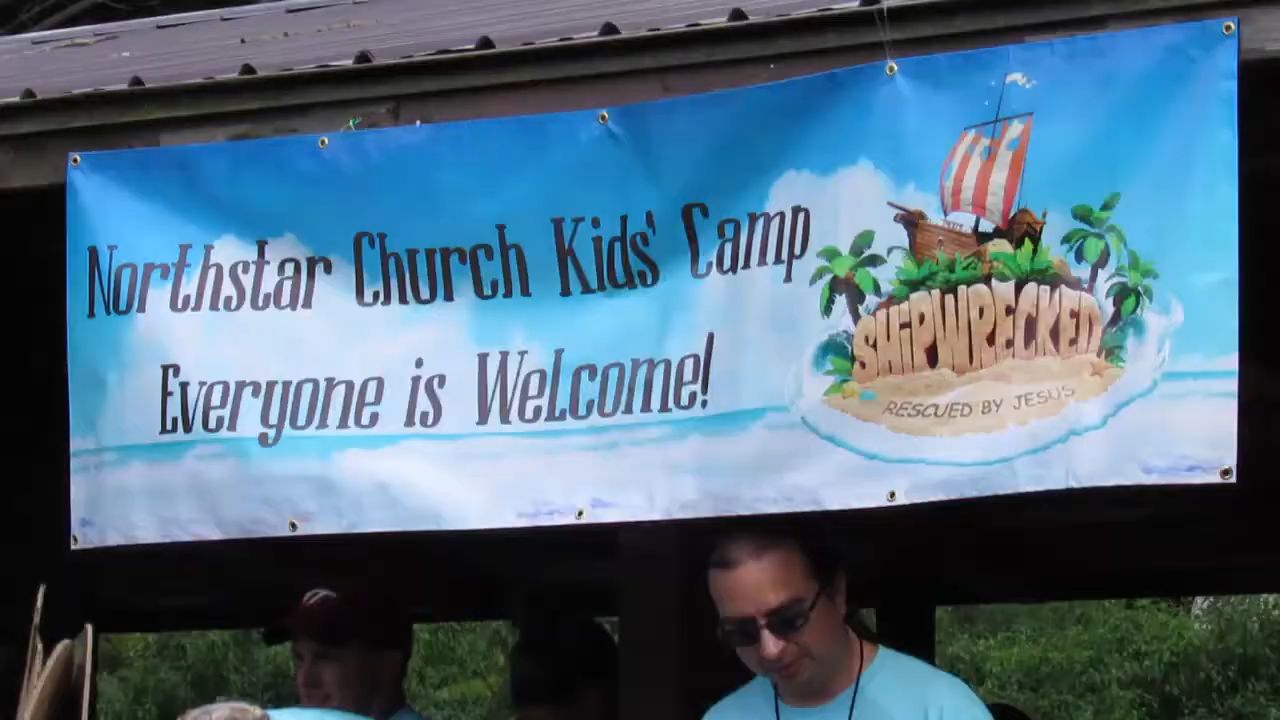 Northstar Church Kids' Camp
Everyone is Welcome!
SHIPWRECKED
RESCUED BY JESUS